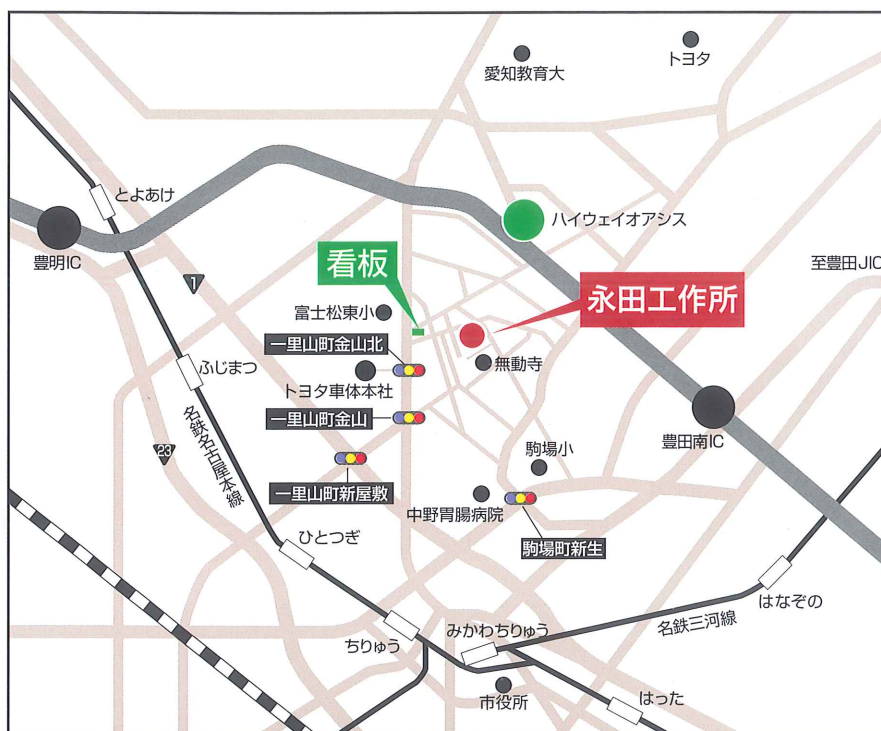 トヨタ
愛知教育大
とよあけ
ハイウェイオアシス
豊明IC
看板
至豊田JIC
1
永田工作所
富士松東小
一里山町金山北
無動寺
ふじまつ
トヨタ車体本社
一里山町金山
豊田南IC
名鉄名古屋本線
23
駒場小
一里山町新屋敷
中野胃腸病院
駒場町新生
ひとつぎ
はなぞの
みかわちりゅう
名鉄三河線
ちりゅう
市役所
はった